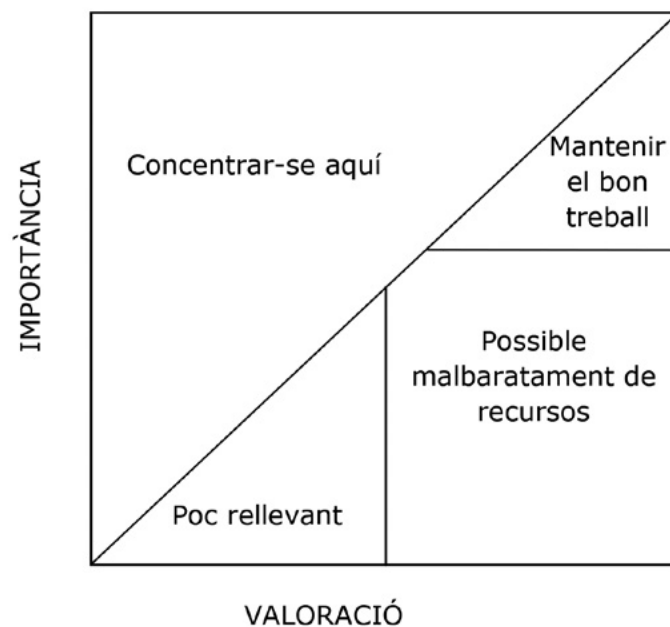 IMPORTÀNCIA
Concentrar-se aquí
Mantenir
el bon
treball
Possible
malbaratament de
recursos
Poc rellevant
VALORACIÓ